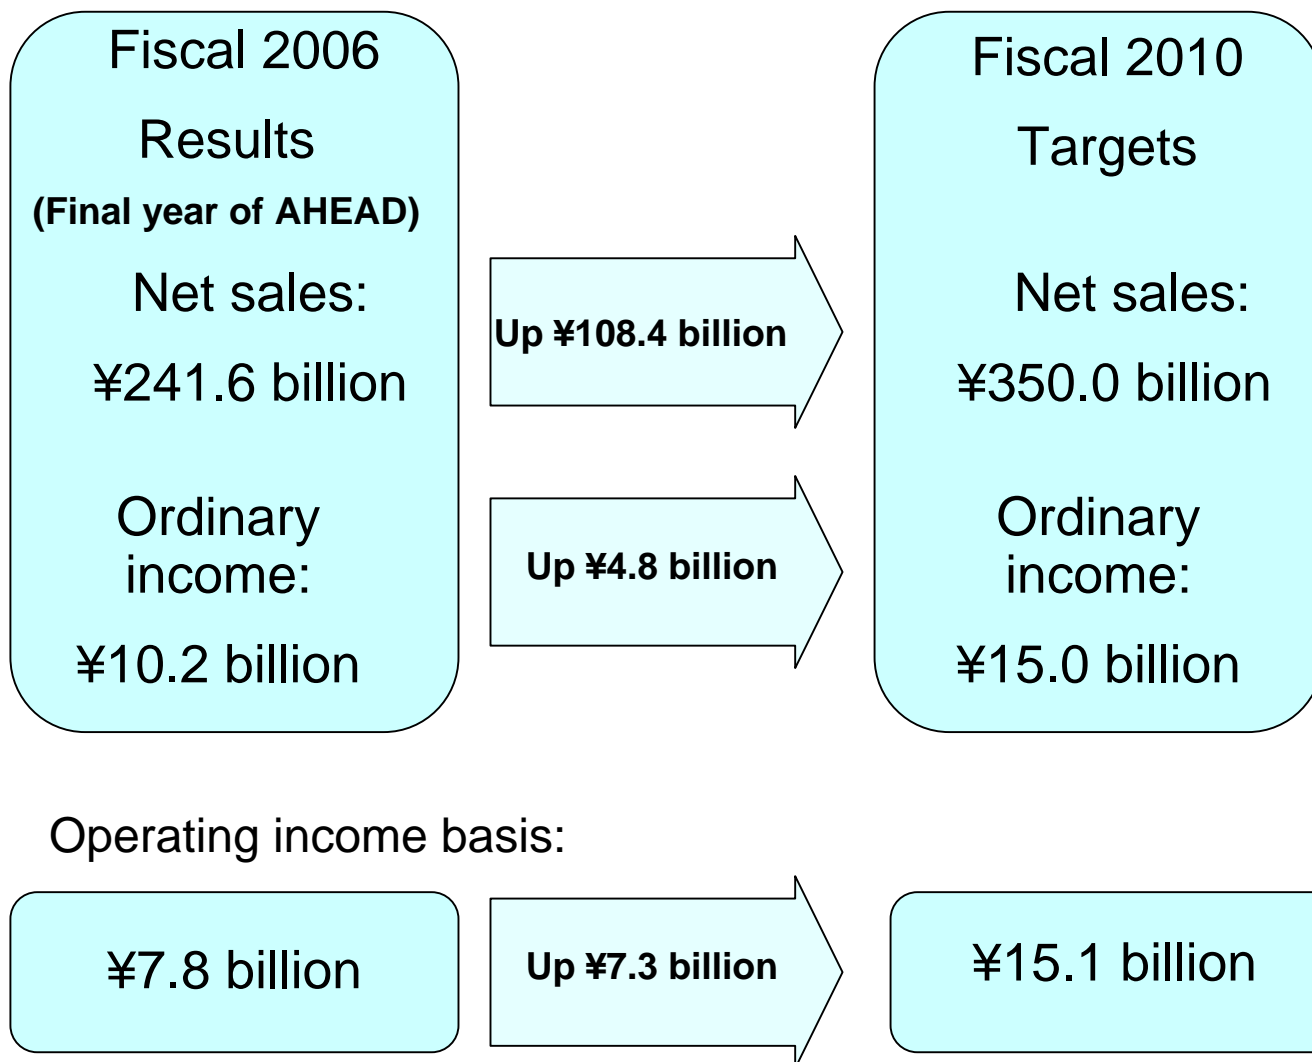 Fiscal 2006
Results
(Final year of AHEAD)
Net sales:
¥241.6 billion
Ordinary
income:
¥10.2 billion
Up ¥108.4 billion
Up ¥4.8 billion
Fiscal 2010
Targets
Net sales:
¥350.0 billion
Ordinary
income:
¥15.0 billion
Operating income basis:
¥7.8 billion
Up ¥7.3 billion
¥15.1 billion